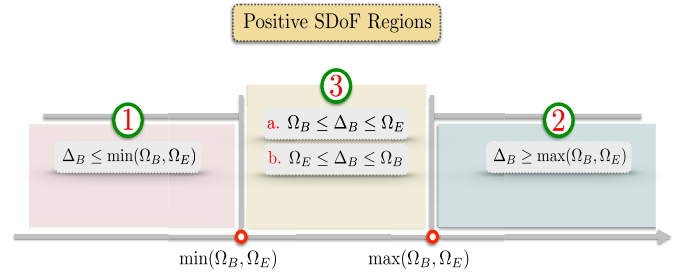 Positive SDoF Regions
1
3
2
a. Ω_B ≤ Δ_B ≤ Ω_E
b. Ω_E ≤ Δ_B ≤ Ω_B
Δ_B ≤ min(Ω_B, Ω_E)
Δ_B ≥ max(Ω_B, Ω_E)
min(Ω_B, Ω_E)
max(Ω_B, Ω_E)